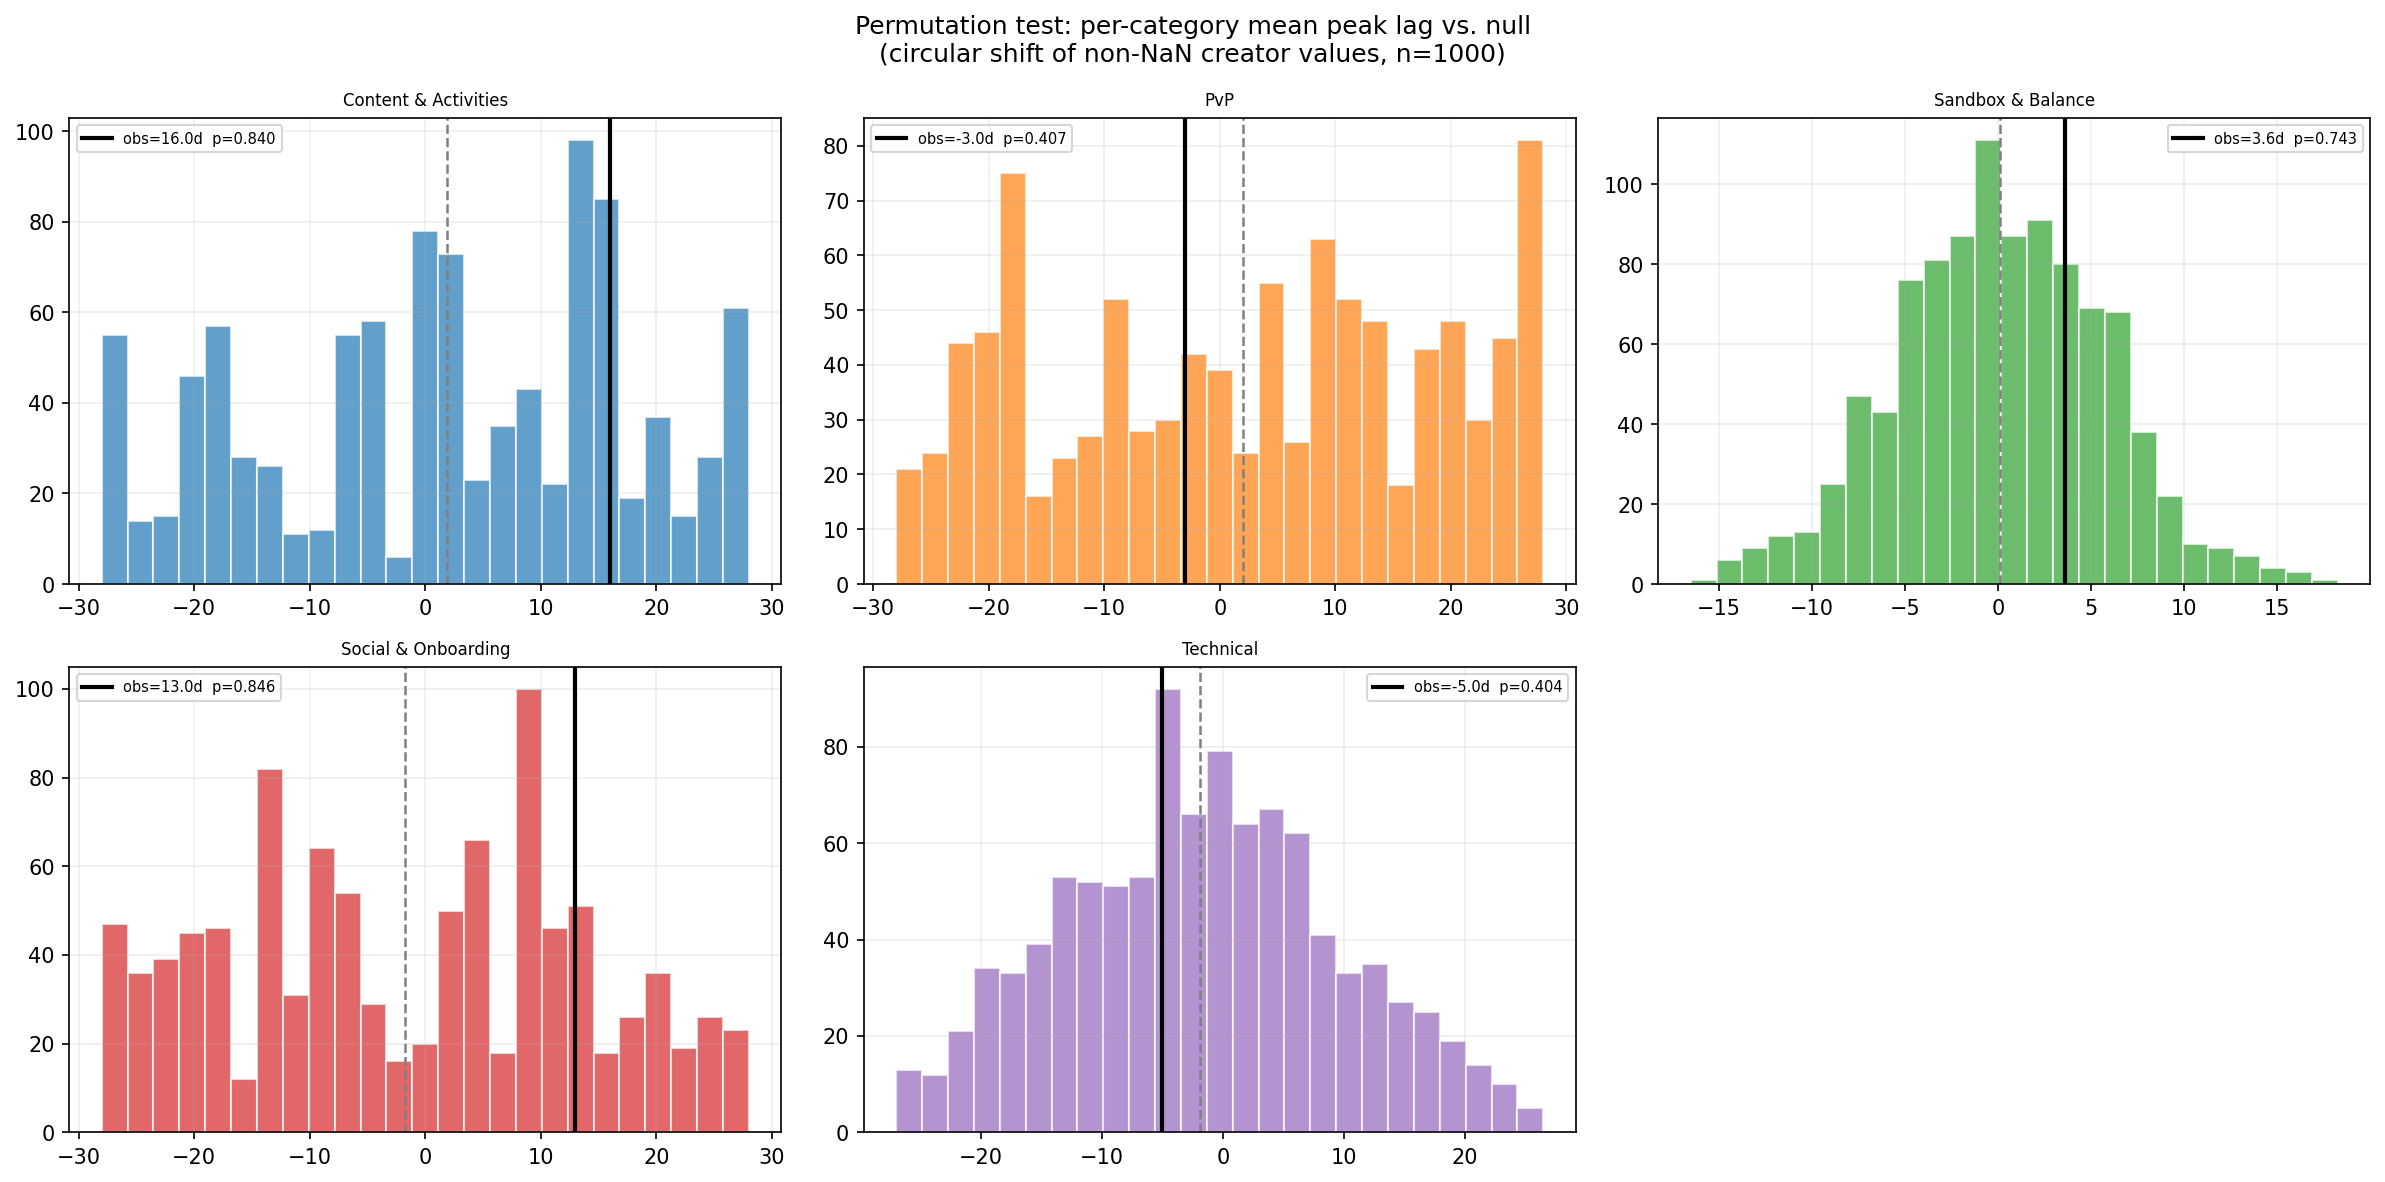 Permutation test: per-category mean peak lag vs. null
(circular shift of non-NaN creator values, n=1000)
Content & Activities
obs=16.0d  p=0.840
100
80
60
40
20
0
−30 −20 −10 0 10 20 30
PvP
obs=-3.0d  p=0.407
80
70
60
50
40
30
20
10
0
−30 −20 −10 0 10 20 30
Sandbox & Balance
obs=3.6d  p=0.743
100
80
60
40
20
0
−15 −10 −5 0 5 10 15
Social & Onboarding
obs=13.0d  p=0.846
100
80
60
40
20
0
−30 −20 −10 0 10 20 30
Technical
obs=-5.0d  p=0.404
80
60
40
20
0
−20 −10 0 10 20